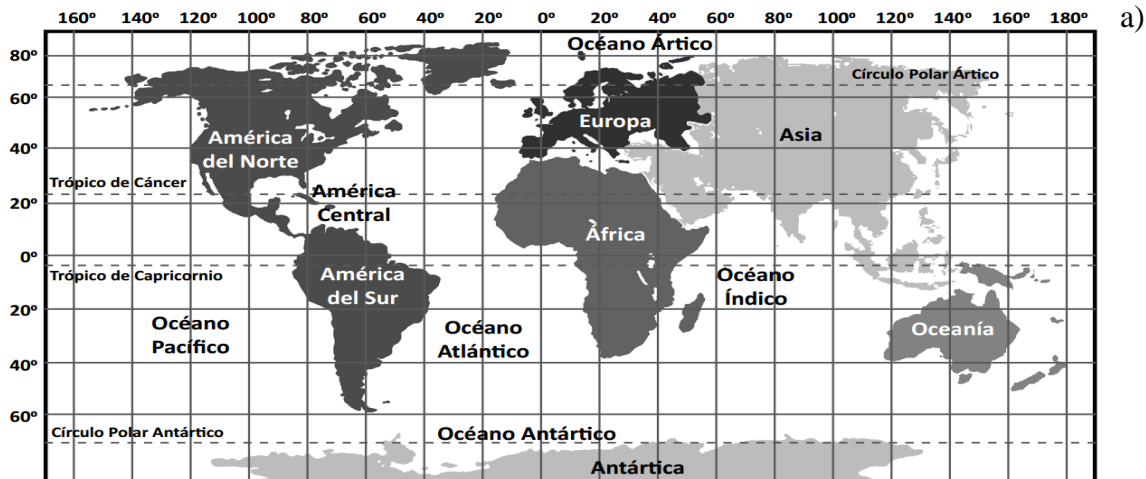 160º 140º 120º 100º 80º 60º 40º 20º 0º 20º 40º 60º 80º 100º 120º 140º 160º 180º
a)
Océano Ártico
80º
Círculo Polar Ártico
60º
Europa
América
del Norte
Asia
40º
Trópico de Cáncer
América
Central
20º
África
0º
Trópico de Capricornio
América
del Sur
Océano
Índico
20º
Océano
Pacífico
Océano
Atlántico
Oceanía
40º
60º
Círculo Polar Antártico
Océano Antártico
Antártica